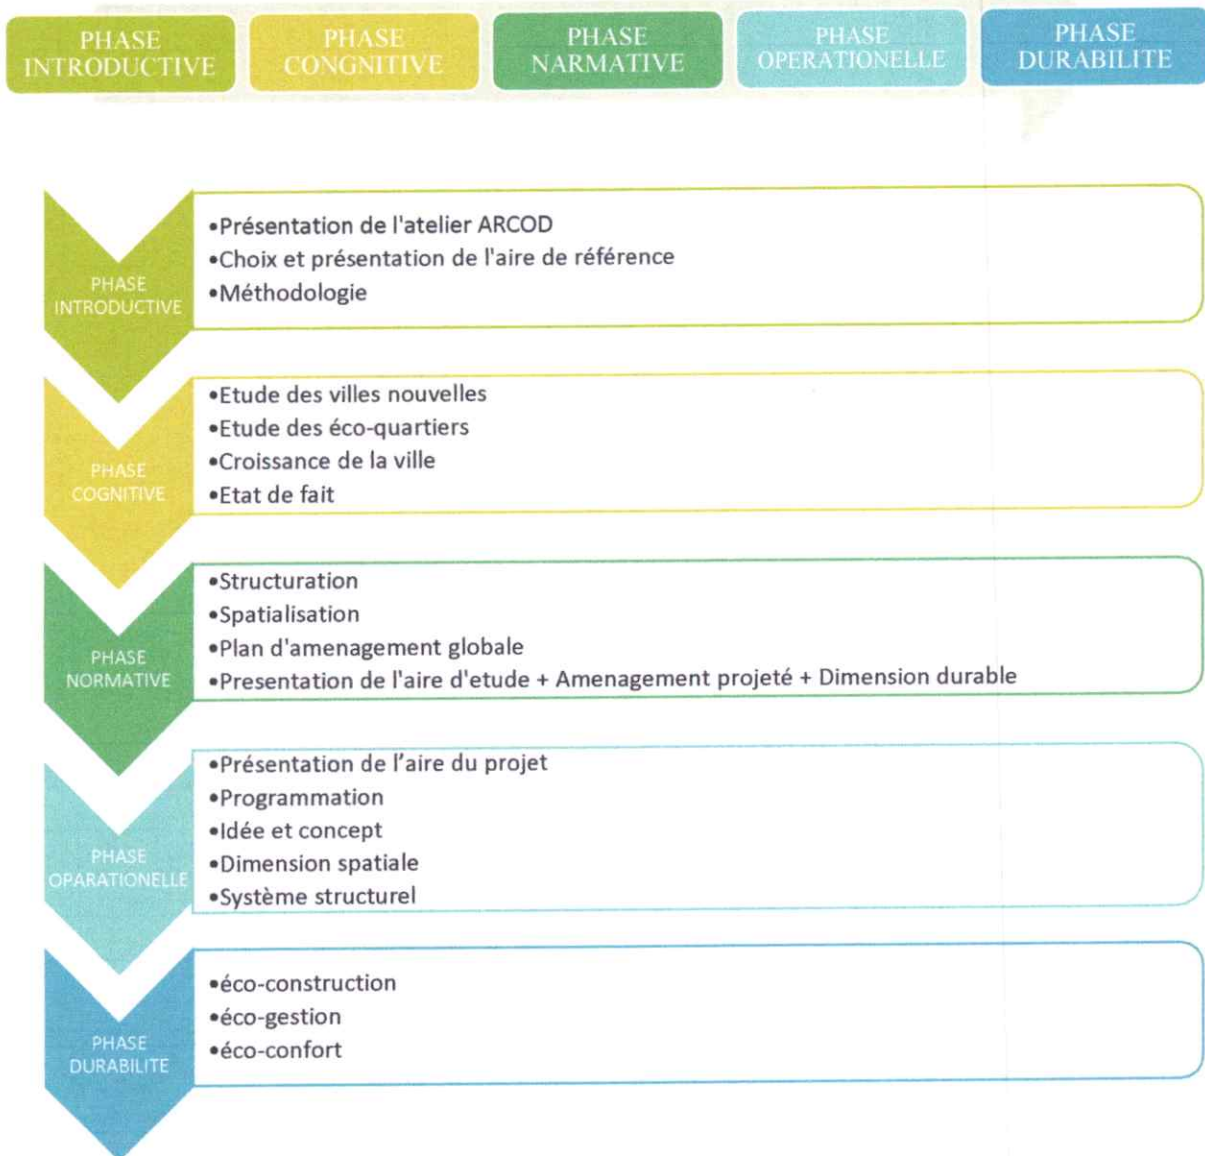 PHASE
INTRODUCTIVE
PHASE
CONGNITIVE
PHASE
NARMATIVE
PHASE
OPERATIONELLE
PHASE
DURABILITE
PHASE
INTRODUCTIVE
•Présentation de l'atelier ARCOD
•Choix et présentation de l'aire de référence
•Méthodologie
PHASE
COGNITIVE
•Etude des villes nouvelles
•Etude des éco-quartiers
•Croissance de la ville
•Etat de fait
PHASE
NORMATIVE
•Structuration
•Spatialisation
•Plan d'amenagement globale
•Presentation de l'aire d'etude + Amenagement projeté + Dimension durable
PHASE
OPARATIONELLE
•Présentation de l’aire du projet
•Programmation
•Idée et concept
•Dimension spatiale
•Système structurel
PHASE
DURABILITE
•éco-construction
•éco-gestion
•éco-confort